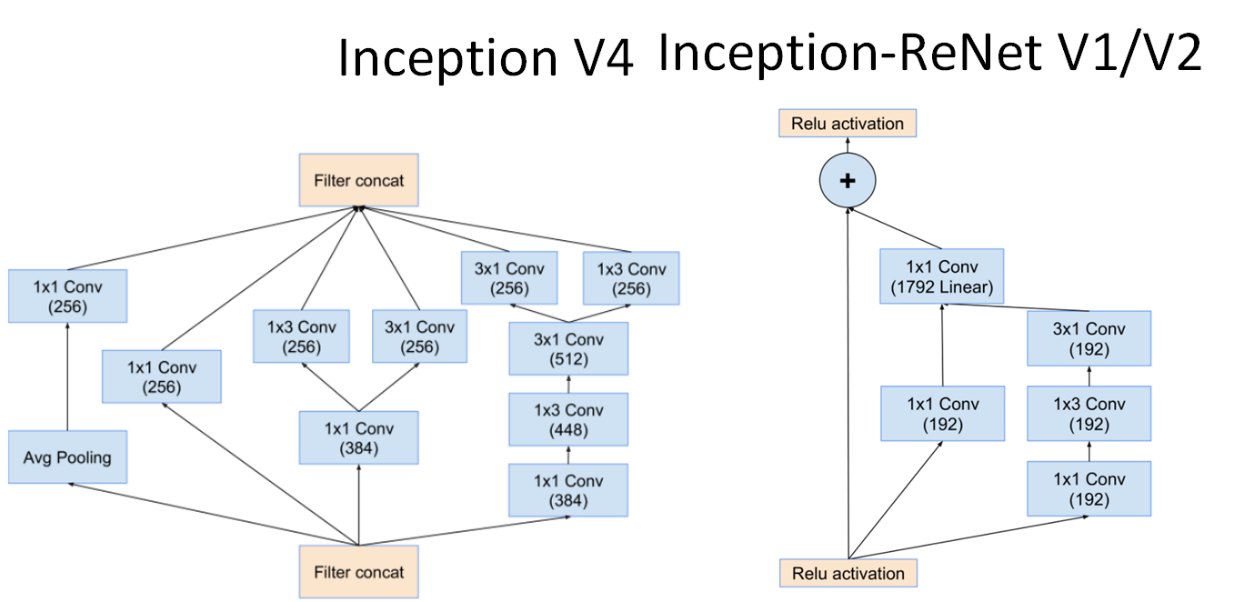 Inception V4
Inception-ReNet V1/V2
Filter concat
1x1 Conv
(256)
1x1 Conv
(256)
1x3 Conv
(256)
3x1 Conv
(256)
3x1 Conv
(256)
1x3 Conv
(256)
3x1 Conv
(512)
1x3 Conv
(448)
1x1 Conv
(384)
1x1 Conv
(384)
Avg Pooling
Filter concat
Relu activation
+
1x1 Conv
(1792 Linear)
3x1 Conv
(192)
1x1 Conv
(192)
1x3 Conv
(192)
1x1 Conv
(192)
Relu activation